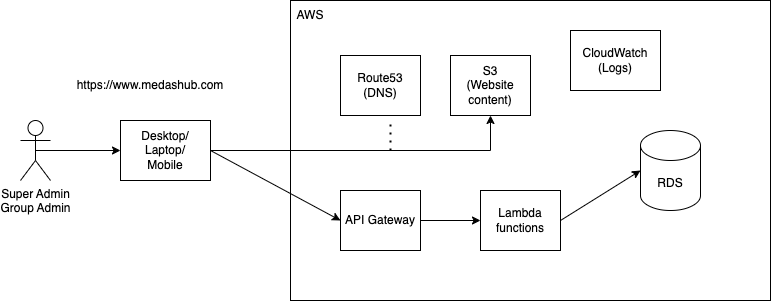 AWS
CloudWatch
(Logs)
Route53
(DNS)
S3
(Website
content)
https://www.medashub.com
Desktop/
Laptop/
Mobile
Super Admin
Group Admin
RDS
API Gateway
Lambda
functions